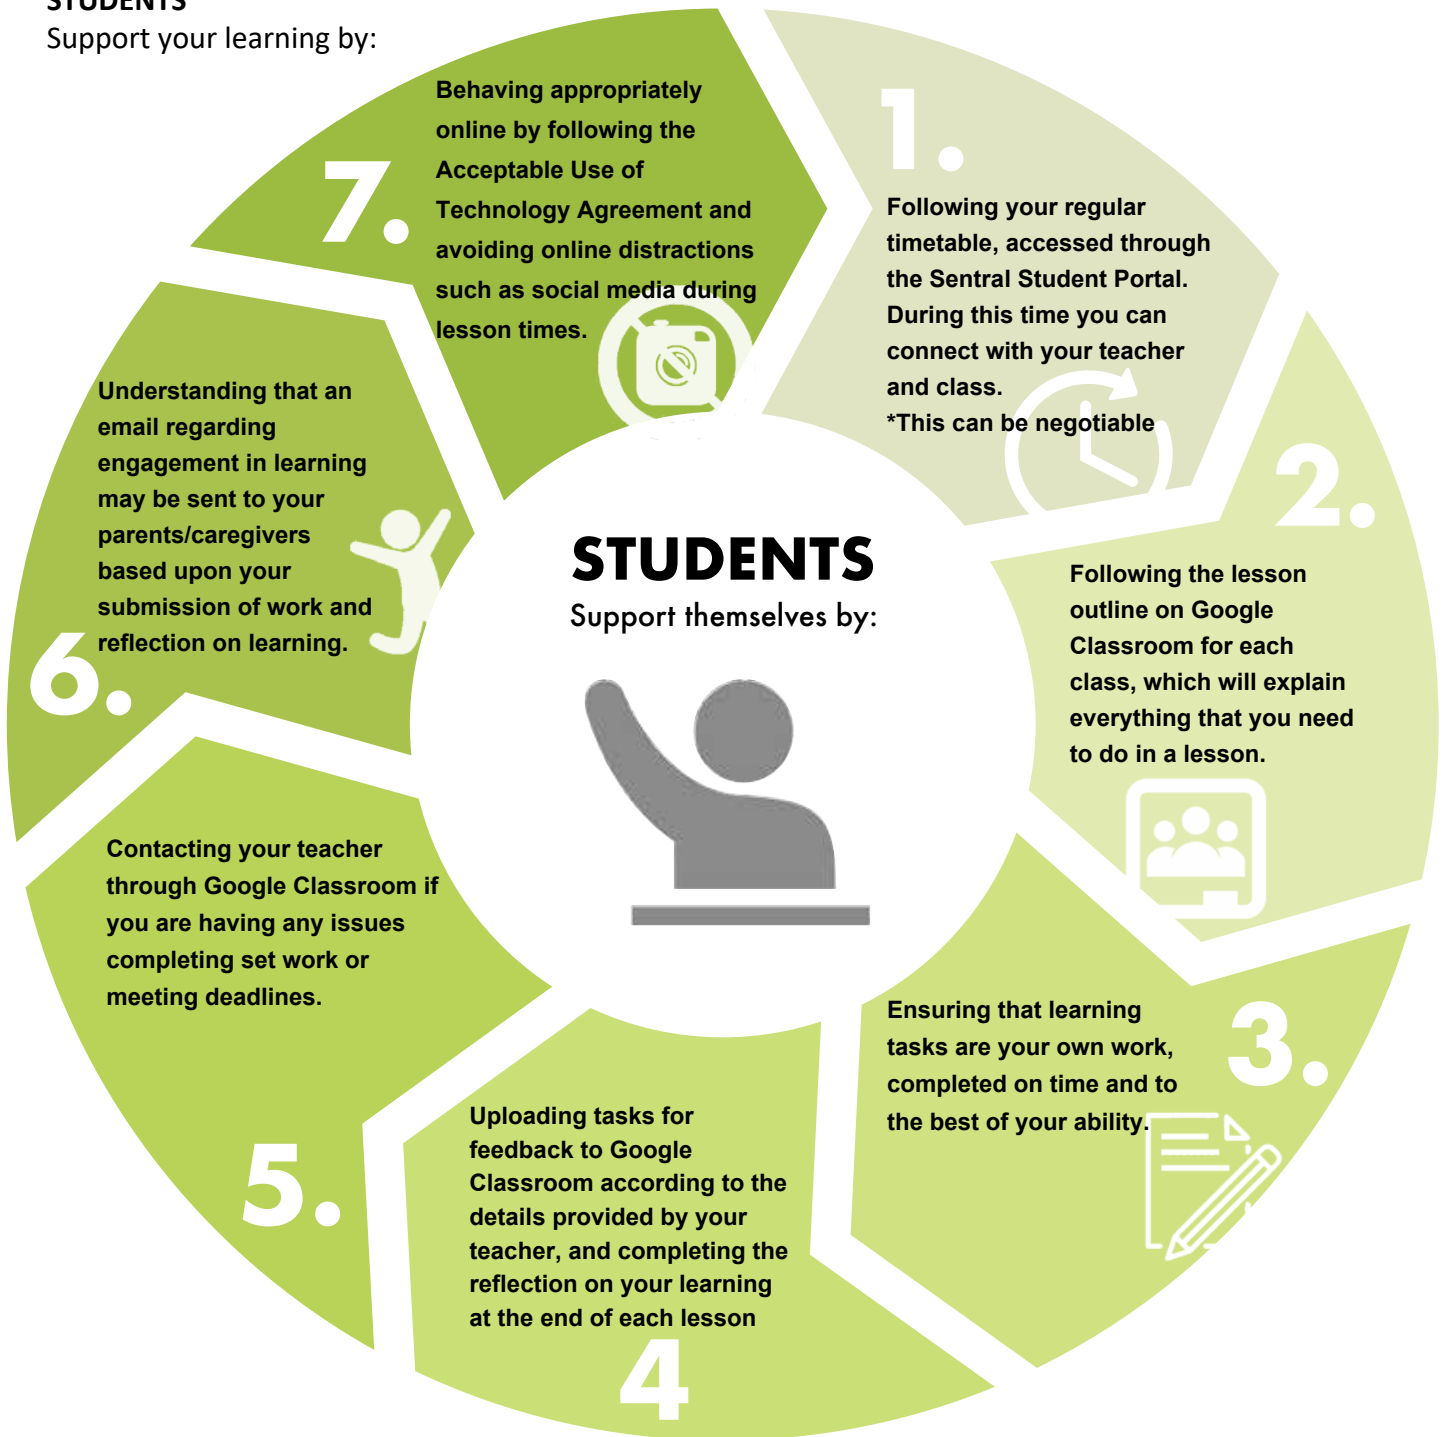 STUDENTS
Support your learning by:
1.
Following your regular
timetable, accessed through
the Sentral Student Portal.
During this time you can
connect with your teacher
and class.
*This can be negotiable
2.
Following the lesson
outline on Google
Classroom for each
class, which will explain
everything that you need
to do in a lesson.
3.
Ensuring that learning
tasks are your own work,
completed on time and to
the best of your ability.
Uploading tasks for
feedback to Google
Classroom according to the
details provided by your
teacher, and completing the
reflection on your learning
at the end of each lesson
4
Contacting your teacher
through Google Classroom if
you are having any issues
completing set work or
meeting deadlines.
5.
Understanding that an
email regarding
engagement in learning
may be sent to your
parents/caregivers
based upon your
submission of work and
reflection on learning.
6.
7.
Behaving appropriately
online by following the
Acceptable Use of
Technology Agreement and
avoiding online distractions
such as social media during
lesson times.
STUDENTS
Support themselves by: